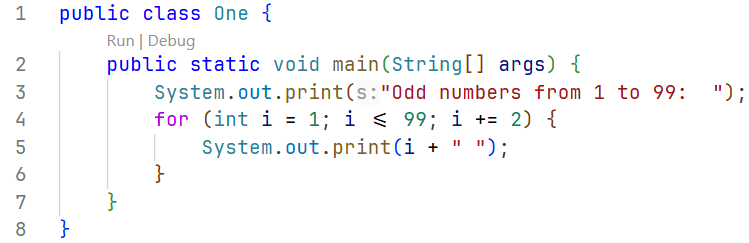 1 public class One {
Run | Debug
2 public static void main(String[] args) {
3 System.out.print(s:"Odd numbers from 1 to 99:  ");
4 for (int i = 1; i <= 99; i += 2) {
5 System.out.print(i + " ");
6 }
7 }
8 }